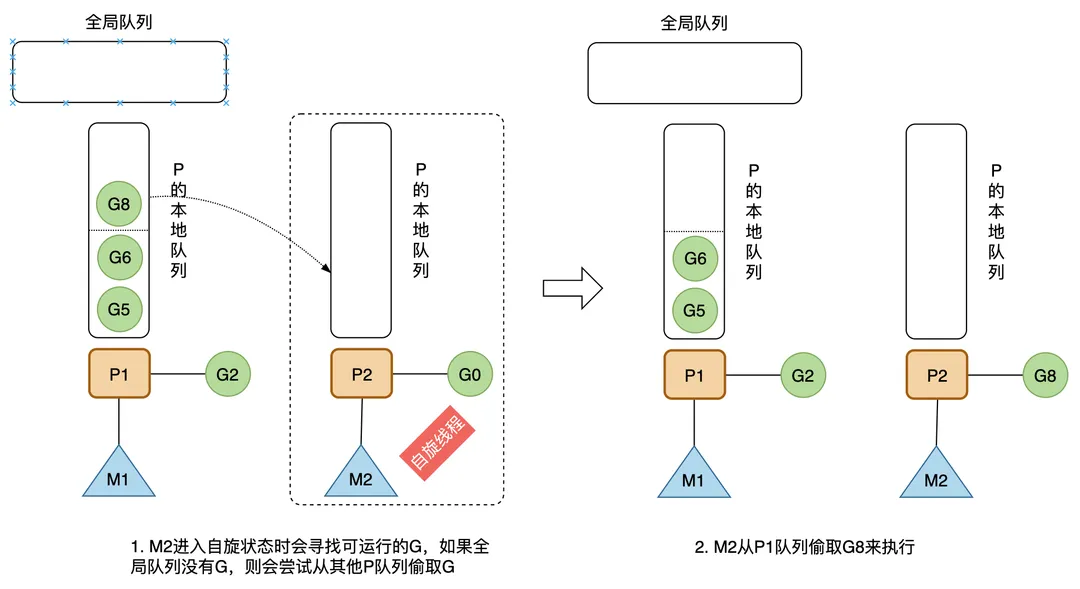 全局队列
G8
G6
G5
P的本地队列
P的本地队列
P1
G2
P2
G0
自旋线程
M1
M2
1. M2进入自旋状态时会寻找可运行的G，如果全
局队列没有G，则会尝试从其他P队列偷取G
全局队列
G6
G5
P的本地队列
P的本地队列
P1
G2
P2
G8
M1
M2
2. M2从P1队列偷取G8来执行